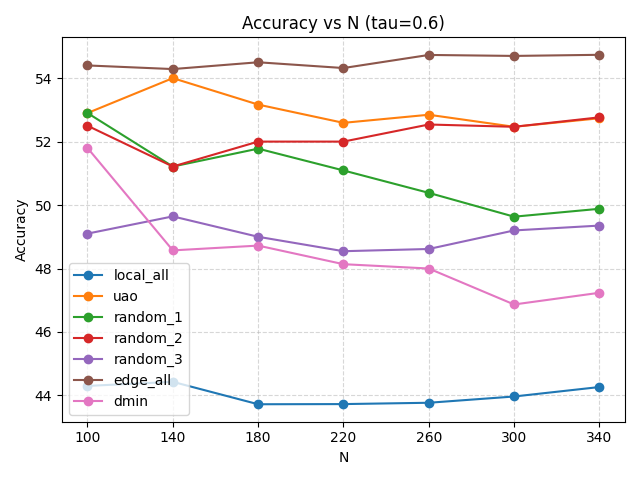 Accuracy vs N (tau=0.6)
Accuracy
54
52
50
48
46
44
local_all
uao
random_1
random_2
random_3
edge_all
dmin
100 140 180 220 260 300 340
N